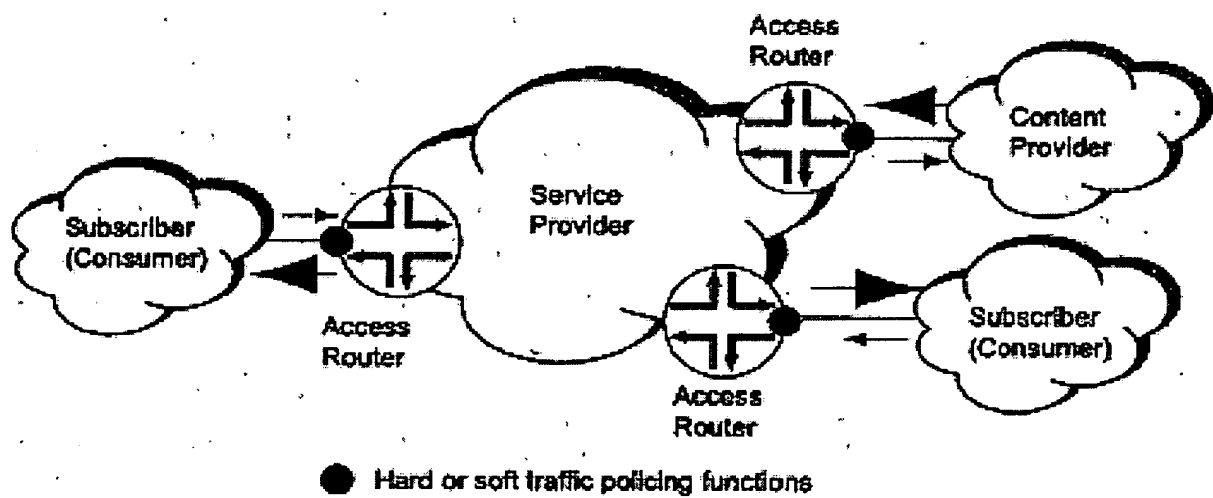 Access
Router
Content
Provider
Service
Provider
Subscriber
(Consumer)
Access
Router
Subscriber
(Consumer)
Access
Router
Hard or soft traffic policing functions